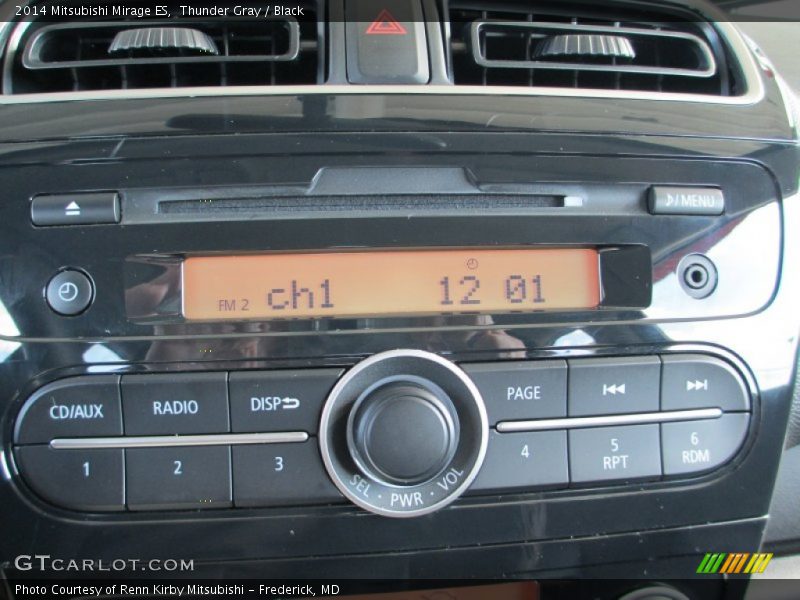 2014 Mitsubishi Mirage ES, Thunder Gray / Black
♪/MENU
FM 2 ch1 12 01
CD/AUX RADIO DISP PAGE
1 2 3 4 5 RPT 6 RDM
SEL · PWR · VOL
GTCARLOT.COM
Photo Courtesy of Renn Kirby Mitsubishi – Frederick, MD